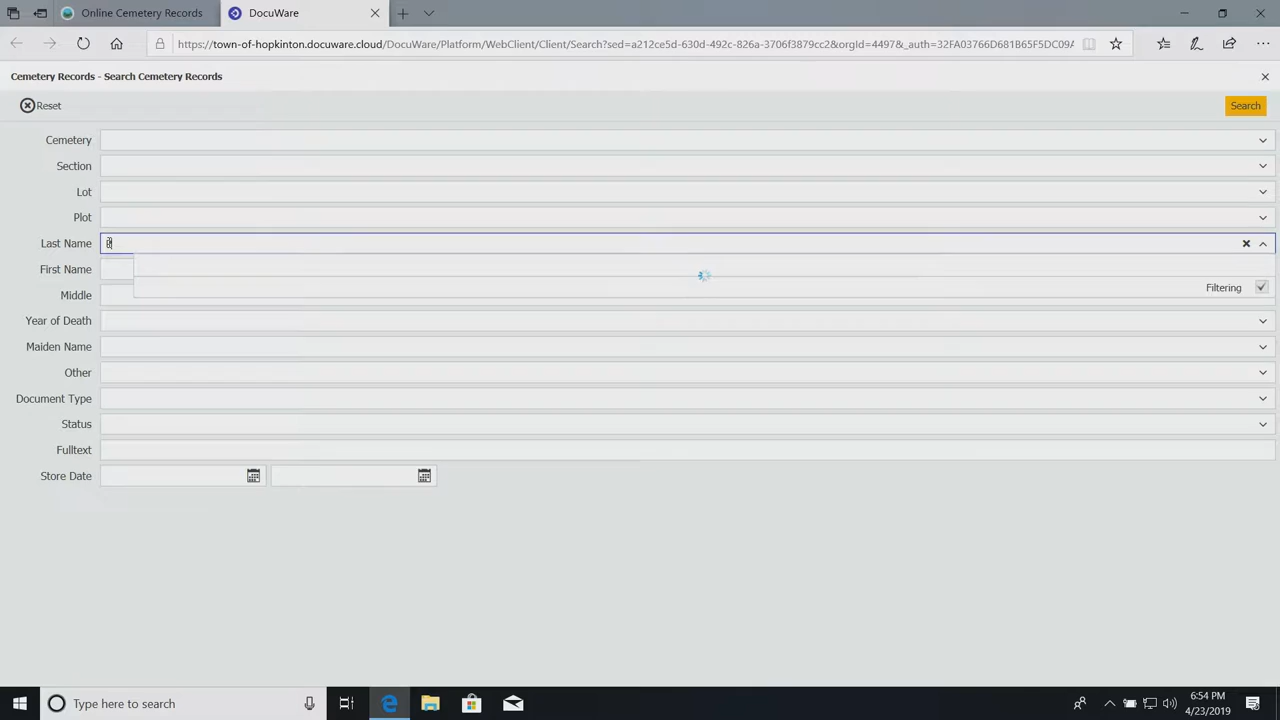 Online Cemetery Records
DocuWare
https://town-of-hopkinton.docuware.cloud/DocuWare/Platform/WebClient/Client/Search?sed=a212ce5d-630d-492c-826a-3706f3879cc2&orgId=4497&_auth=32FA03766D681B65F5DC09A
Cemetery Records - Search Cemetery Records
Reset
Search
Cemetery
Section
Lot
Plot
Last Name
First Name
Filtering
Middle
Year of Death
Maiden Name
Other
Document Type
Status
Fulltext
Store Date
Type here to search
6:54 PM
4/23/2019